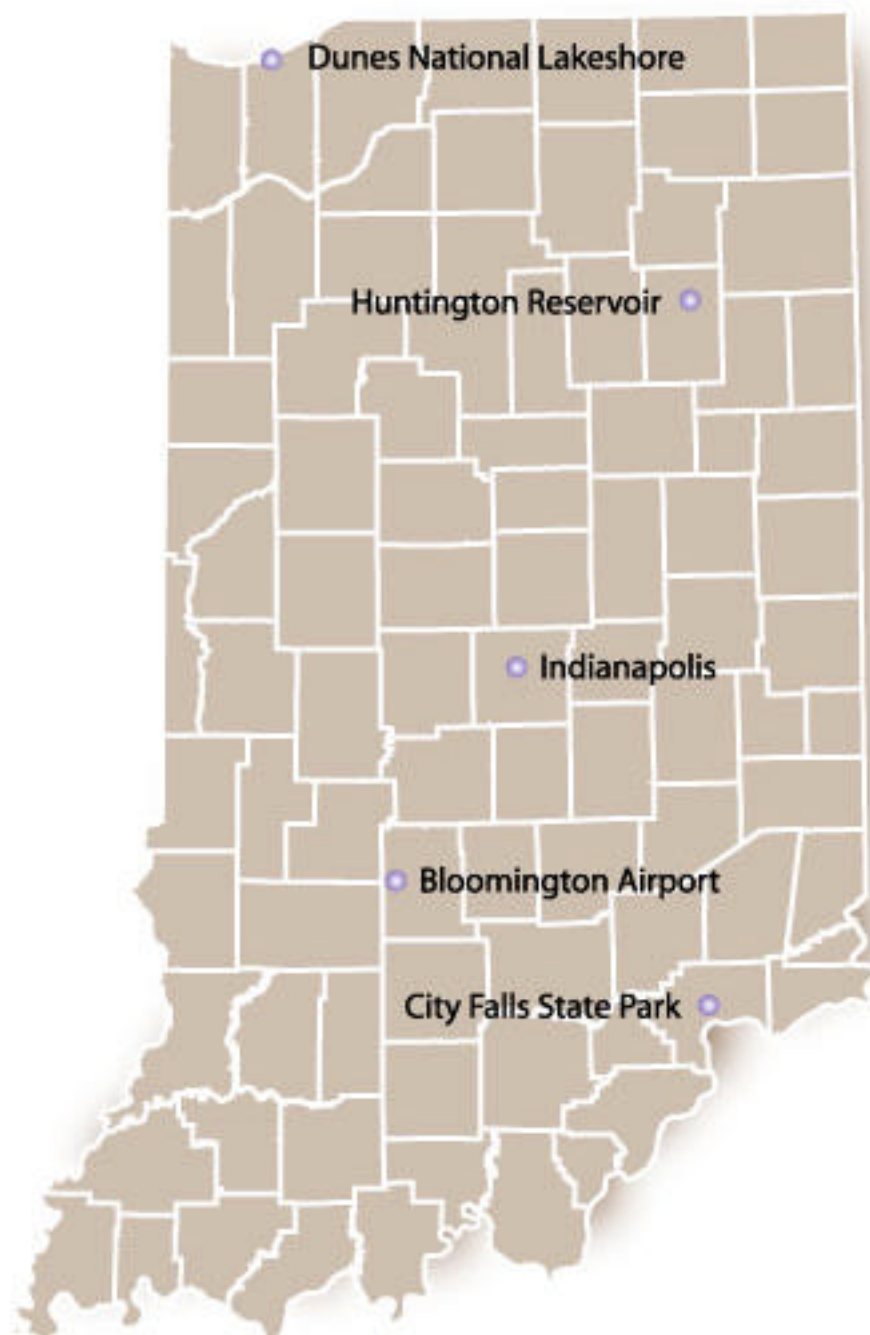 Dunes National Lakeshore
Huntington Reservoir
Indianapolis
Bloomington Airport
City Falls State Park